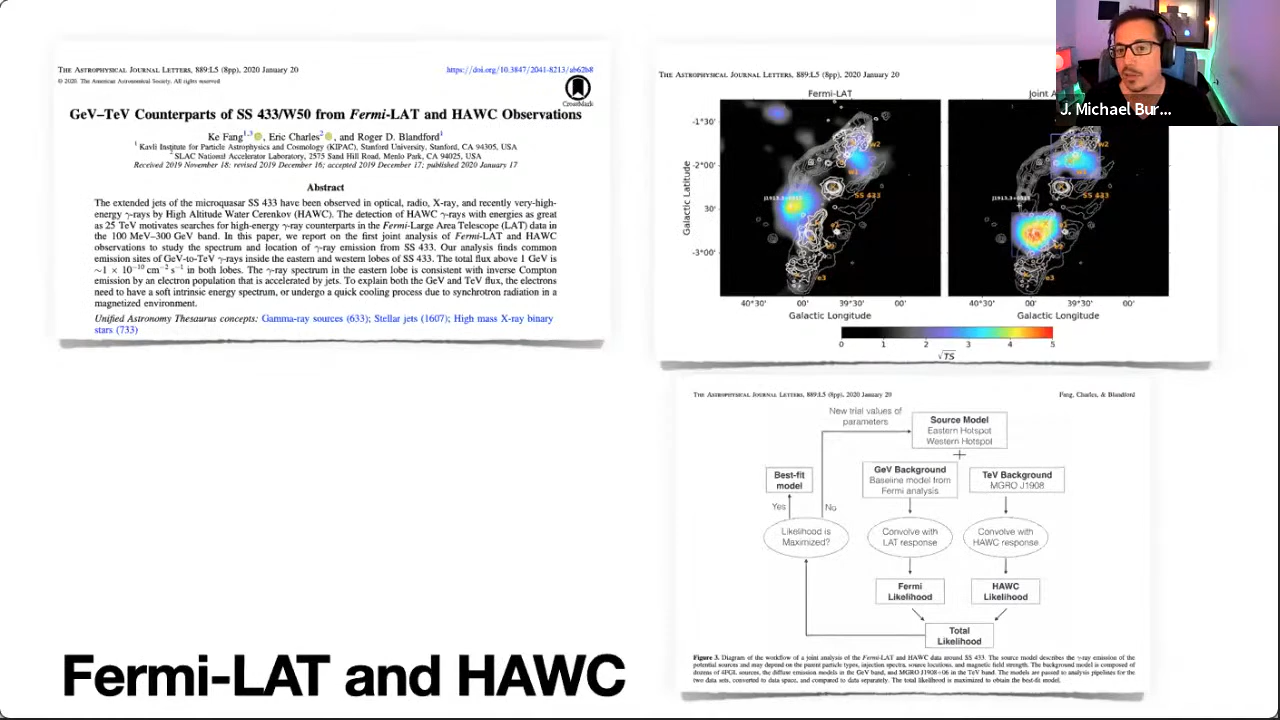 THE ASTROPHYSICAL JOURNAL LETTERS, 889:L5 (8pp), 2020 January 20
https://doi.org/10.3847/2041-8213/ab62b8
© 2020. The American Astronomical Society. All rights reserved.
CrossMark
GeV–TeV Counterparts of SS 433/W50 from Fermi-LAT and HAWC Observations
Ke Fang1,3, Eric Charles2, and Roger D. Blandford1
1 Kavli Institute for Particle Astrophysics and Cosmology (KIPAC), Stanford University, Stanford, CA 94305, USA
2 SLAC National Accelerator Laboratory, 2575 Sand Hill Road, Menlo Park, CA 94025, USA
Received 2019 November 18; revised 2019 December 16; accepted 2019 December 17; published 2020 January 17
Abstract
The extended jets of the microquasar SS 433 have been observed in optical, radio, X-ray, and recently very-high-
energy γ-rays by High Altitude Water Cerenkov (HAWC). The detection of HAWC γ-rays with energies as great
as 25 TeV motivates searches for high-energy γ-ray counterparts in the Fermi-Large Area Telescope (LAT) data in
the 100 MeV–300 GeV band. In this paper, we report on the first joint analysis of Fermi-LAT and HAWC
observations to study the spectrum and location of γ-ray emission from SS 433. Our analysis finds common
emission sites of GeV-to-TeV γ-rays inside the eastern and western lobes of SS 433. The total flux above 1 GeV is
~1 × 10−10 cm−2 s−1 in both lobes. The γ-ray spectrum in the eastern lobe is consistent with inverse Compton
emission by an electron population that is accelerated by jets. To explain both the GeV and TeV flux, the electrons
need to have a soft intrinsic energy spectrum, or undergo a quick cooling process due to synchrotron radiation in a
magnetized environment.
Unified Astronomy Thesaurus concepts: Gamma-ray sources (633); Stellar jets (1607); High mass X-ray binary
stars (733)
THE ASTROPHYSICAL JOURNAL LETTERS, 889:L5 (8pp), 2020 January 20
J. Michael Bur...
Fermi-LAT
Joint A
-1°30'
-2°00'
30'
-3°00'
Galactic Latitude
w2
w1
SS 433
e3
w2
SS 433
e3
40°30' 00' 39°30' 00'
40°30' 00' 39°30' 00'
Galactic Longitude
Galactic Longitude
0 1 2 3 4 5
√TS
THE ASTROPHYSICAL JOURNAL LETTERS, 889:L5 (8pp), 2020 January 20
Fang, Charles, & Blandford
New trial values of
parameters
Source Model
Eastern Hotspot
Western Hotspot
+
Best-fit
model
GeV Background
Baseline model from
Fermi analysis
TeV Background
MGRO J1908
Yes
No
Likelihood is
Maximized?
Convolve with
LAT response
Convolve with
HAWC response
Fermi
Likelihood
HAWC
Likelihood
Total
Likelihood
Figure 3. Diagram of the workflow of a joint analysis of the Fermi-LAT and HAWC data around SS 433. The source model describes the γ-ray emission of the
potential sources and may depend on the parent particle types, injection spectra, source locations, and magnetic field strength. The background model is composed of
dozens of 4FGL sources, the diffuse emission models in the GeV band, and MGRO J1908+06 in the TeV band. The models are passed to analysis pipelines for the
two data sets, converted to data space, and compared to data separately. The total likelihood is maximized to obtain the best-fit model.
Fermi-LAT and HAWC